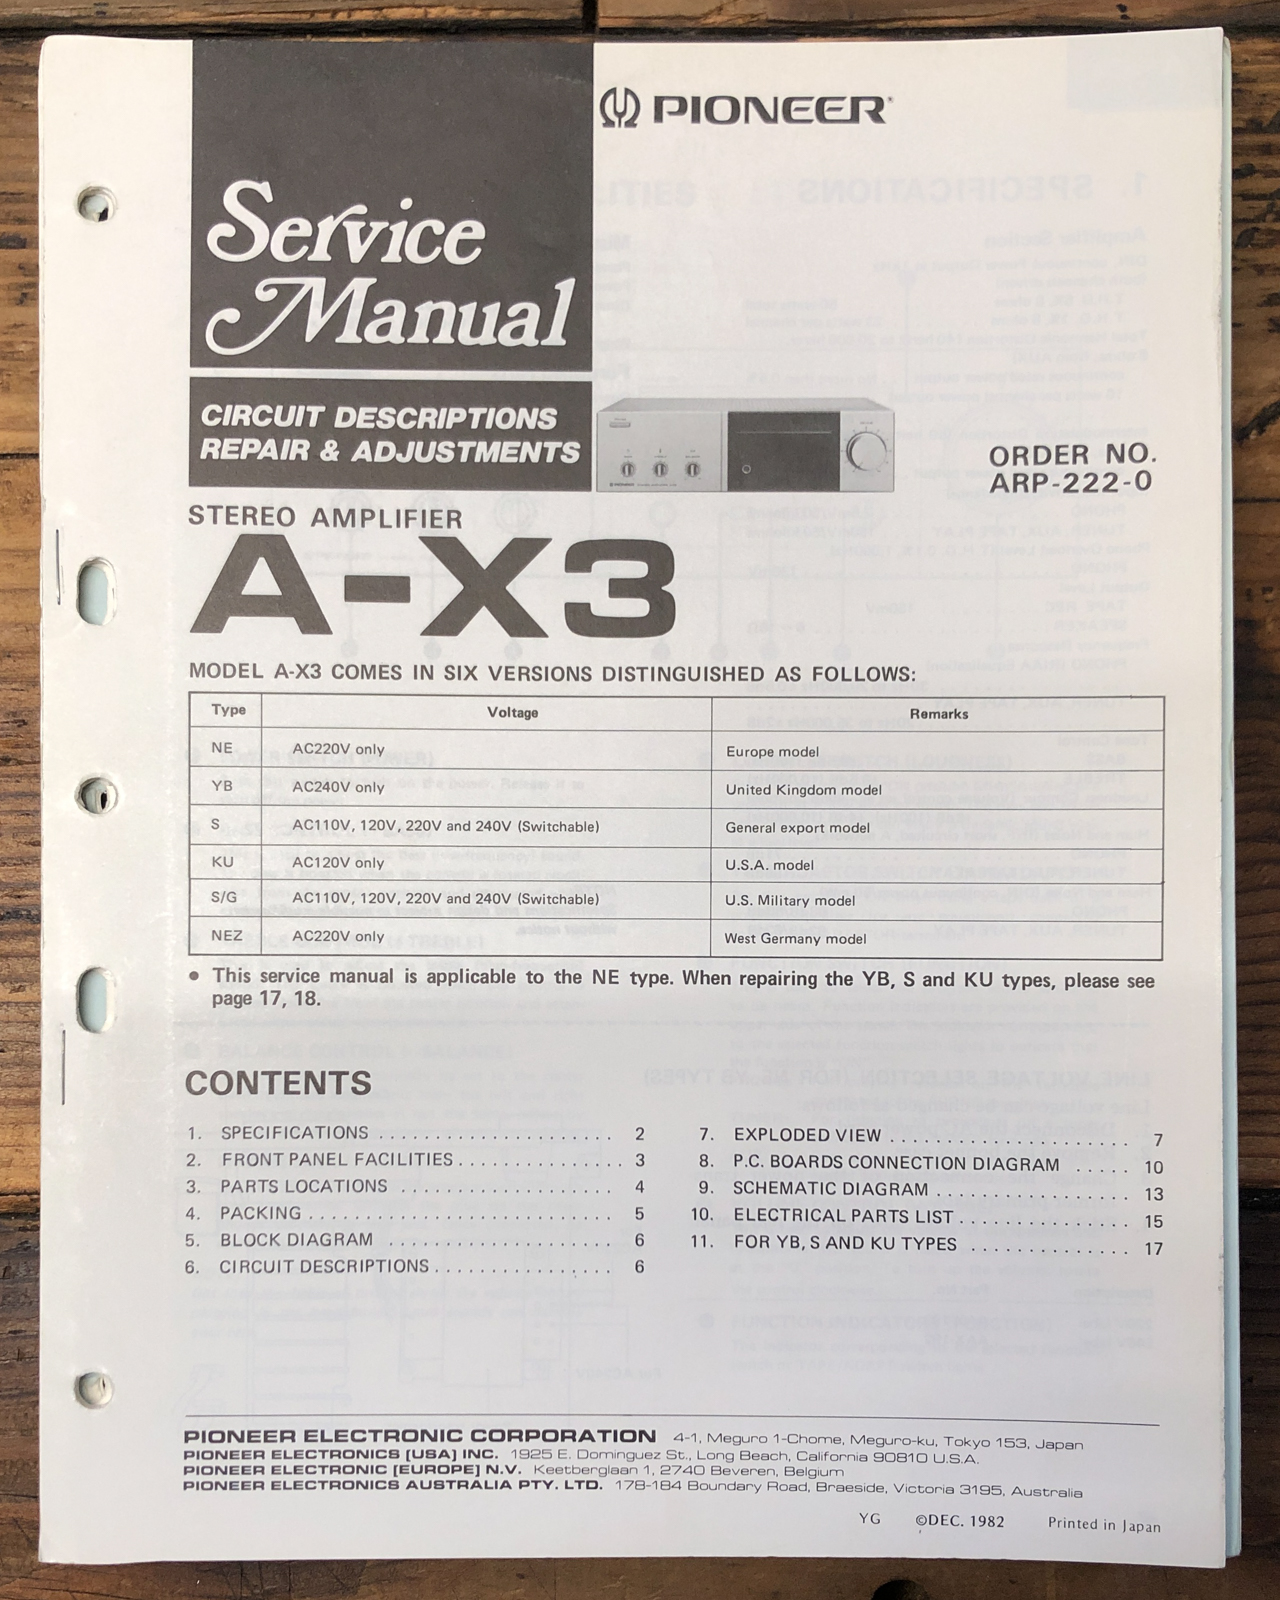 PIONEER
Service
Manual
CIRCUIT DESCRIPTIONS
REPAIR & ADJUSTMENTS
ORDER NO.
ARP-222-0
STEREO AMPLIFIER
A-X3
MODEL A-X3 COMES IN SIX VERSIONS DISTINGUISHED AS FOLLOWS:
Type Voltage Remarks
NE AC220V only Europe model
YB AC240V only United Kingdom model
S AC110V, 120V, 220V and 240V (Switchable) General export model
KU AC120V only U.S.A. model
S/G AC110V, 120V, 220V and 240V (Switchable) U.S. Military model
NEZ AC220V only West Germany model
● This service manual is applicable to the NE type. When repairing the YB, S and KU types, please see
page 17, 18.
CONTENTS
1. SPECIFICATIONS ...................... 2
2. FRONT PANEL FACILITIES ............... 3
3. PARTS LOCATIONS .................... 4
4. PACKING ............................. 5
5. BLOCK DIAGRAM ..................... 6
6. CIRCUIT DESCRIPTIONS ................. 6
7. EXPLODED VIEW ...................... 7
8. P.C. BOARDS CONNECTION DIAGRAM ..... 10
9. SCHEMATIC DIAGRAM .................. 13
10. ELECTRICAL PARTS LIST ................ 15
11. FOR YB, S AND KU TYPES ............... 17
PIONEER ELECTRONIC CORPORATION 4-1, Meguro 1-Chome, Meguro-ku, Tokyo 153, Japan
PIONEER ELECTRONICS [USA] INC. 1925 E. Dominguez St., Long Beach, California 90810 U.S.A.
PIONEER ELECTRONIC [EUROPE] N.V. Keetberglaan 1, 2740 Beveren, Belgium
PIONEER ELECTRONICS AUSTRALIA PTY. LTD. 178-184 Boundary Road, Braeside, Victoria 3195, Australia
YG ©DEC. 1982 Printed in Japan